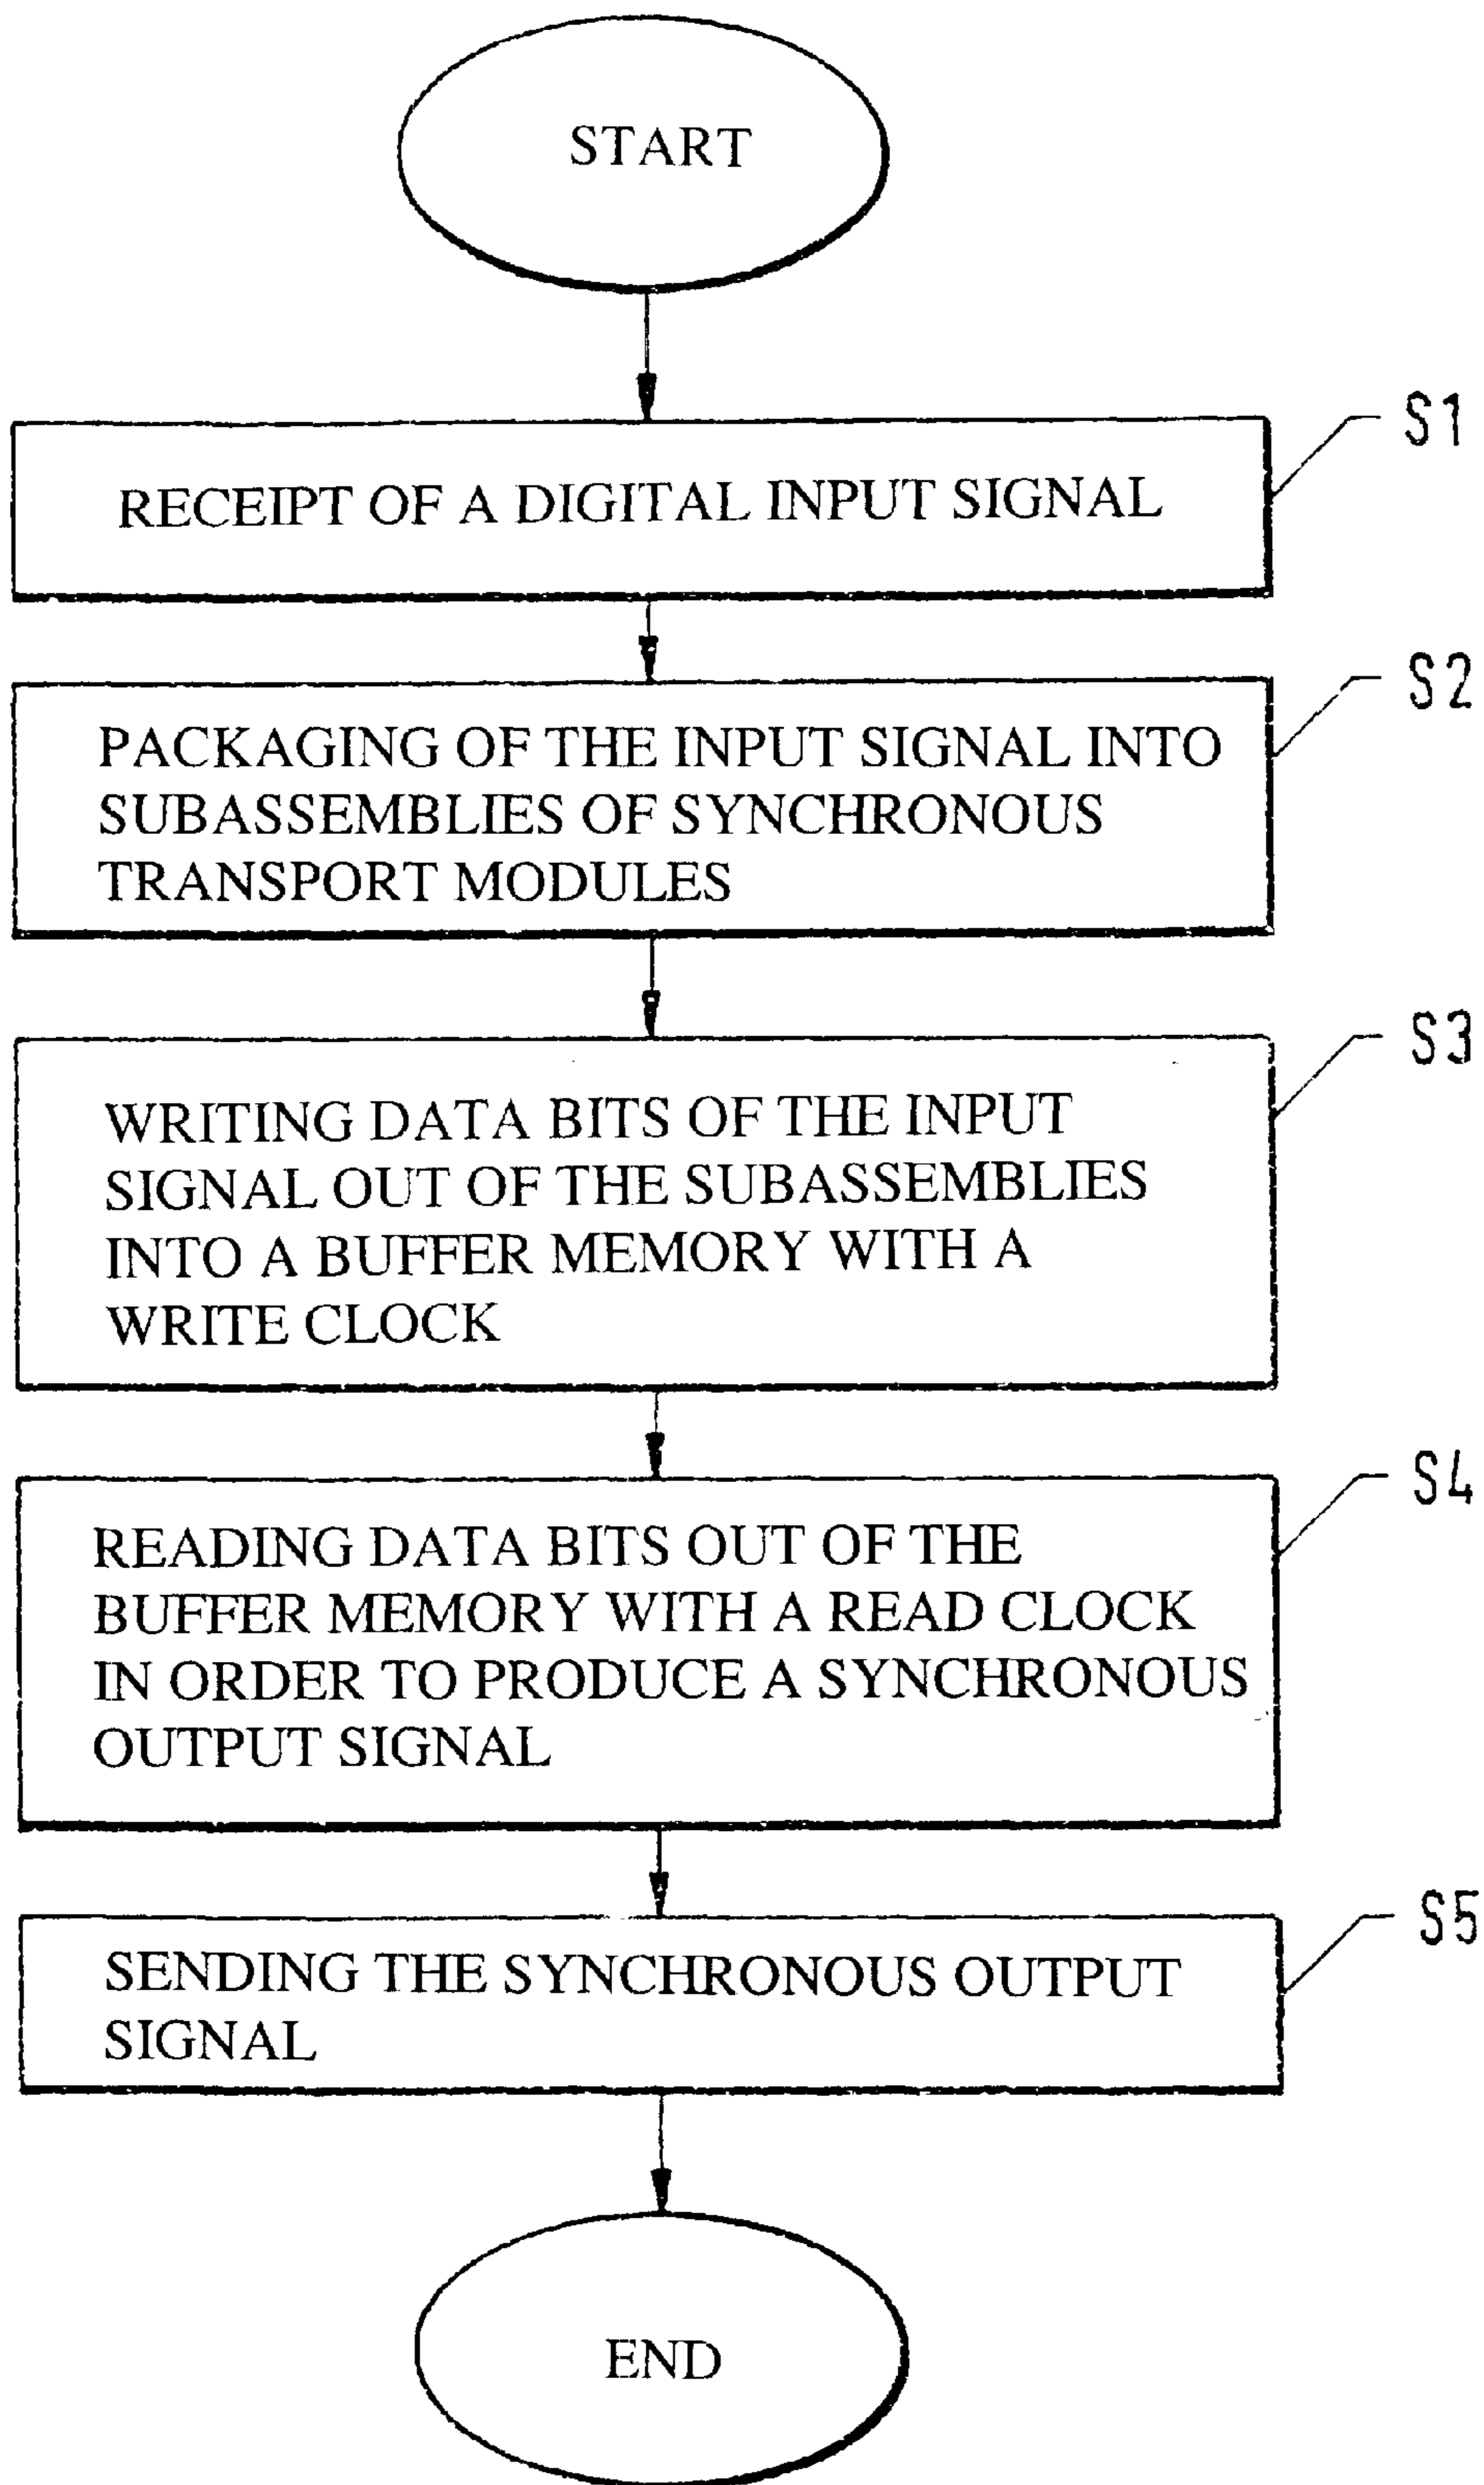 START
S1
RECEIPT OF A DIGITAL INPUT SIGNAL
S2
PACKAGING OF THE INPUT SIGNAL INTO
SUBASSEMBLIES OF SYNCHRONOUS
TRANSPORT MODULES
S3
WRITING DATA BITS OF THE INPUT
SIGNAL OUT OF THE SUBASSEMBLIES
INTO A BUFFER MEMORY WITH A
WRITE CLOCK
S4
READING DATA BITS OUT OF THE
BUFFER MEMORY WITH A READ CLOCK
IN ORDER TO PRODUCE A SYNCHRONOUS
OUTPUT SIGNAL
S5
SENDING THE SYNCHRONOUS OUTPUT
SIGNAL
END